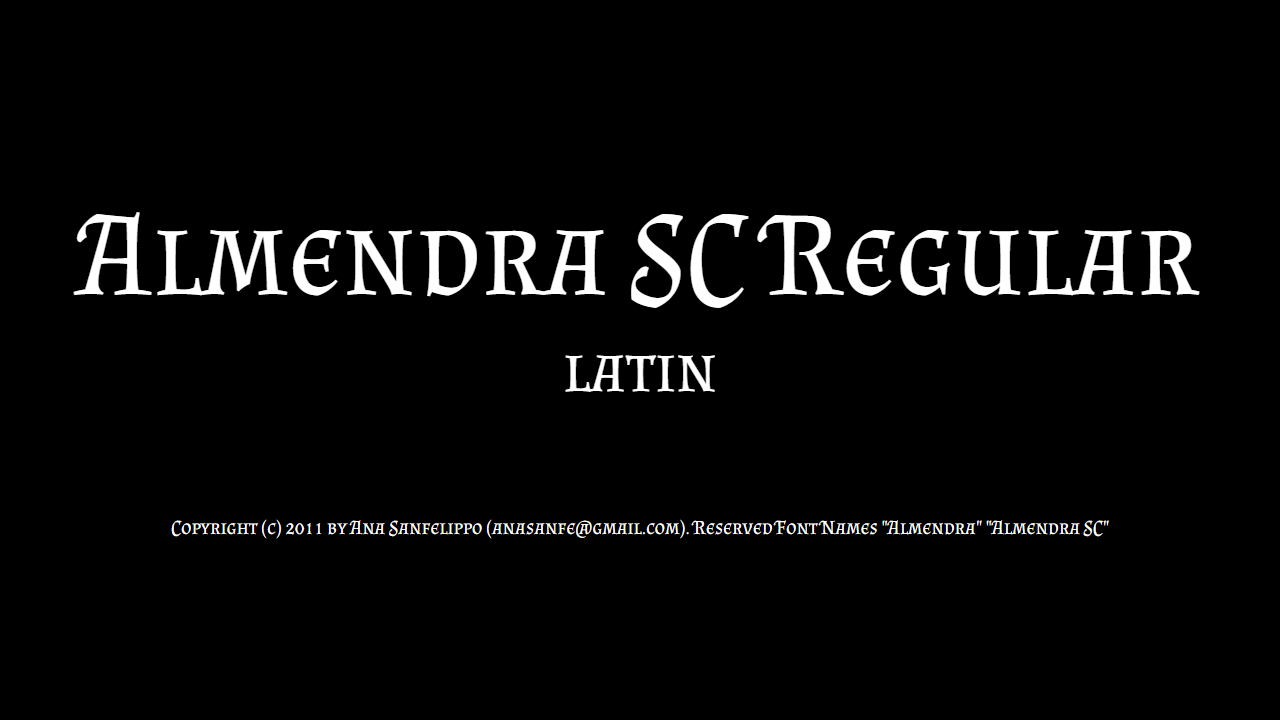 Almendra SC Regular
latin
Copyright (c) 2011 by Ana Sanfelippo (anasanfe@gmail.com). Reserved Font Names "Almendra" "Almendra SC"